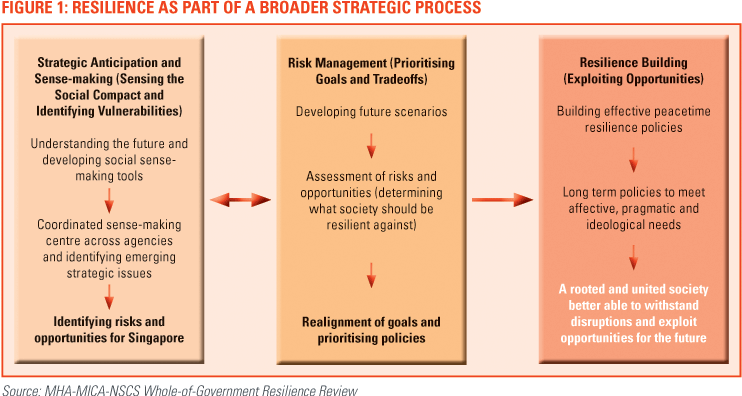 FIGURE 1: RESILIENCE AS PART OF A BROADER STRATEGIC PROCESS
Strategic Anticipation and
Sense-making (Sensing the
Social Compact and
Identifying Vulnerabilities)
Understanding the future and
developing social sense-
making tools
Coordinated sense-making
centre across agencies
and identifying emerging
strategic issues
Identifying risks and
opportunities for Singapore
Risk Management (Prioritising
Goals and Tradeoffs)
Developing future scenarios
Assessment of risks and
opportunities (determining
what society should be
resilient against)
Realignment of goals and
prioritising policies
Resilience Building
(Exploiting Opportunities)
Building effective peacetime
resilience policies
Long term policies to meet
affective, pragmatic and
ideological needs
A rooted and united society
better able to withstand
disruptions and exploit
opportunities for the future
Source: MHA-MICA-NSCS Whole-of-Government Resilience Review